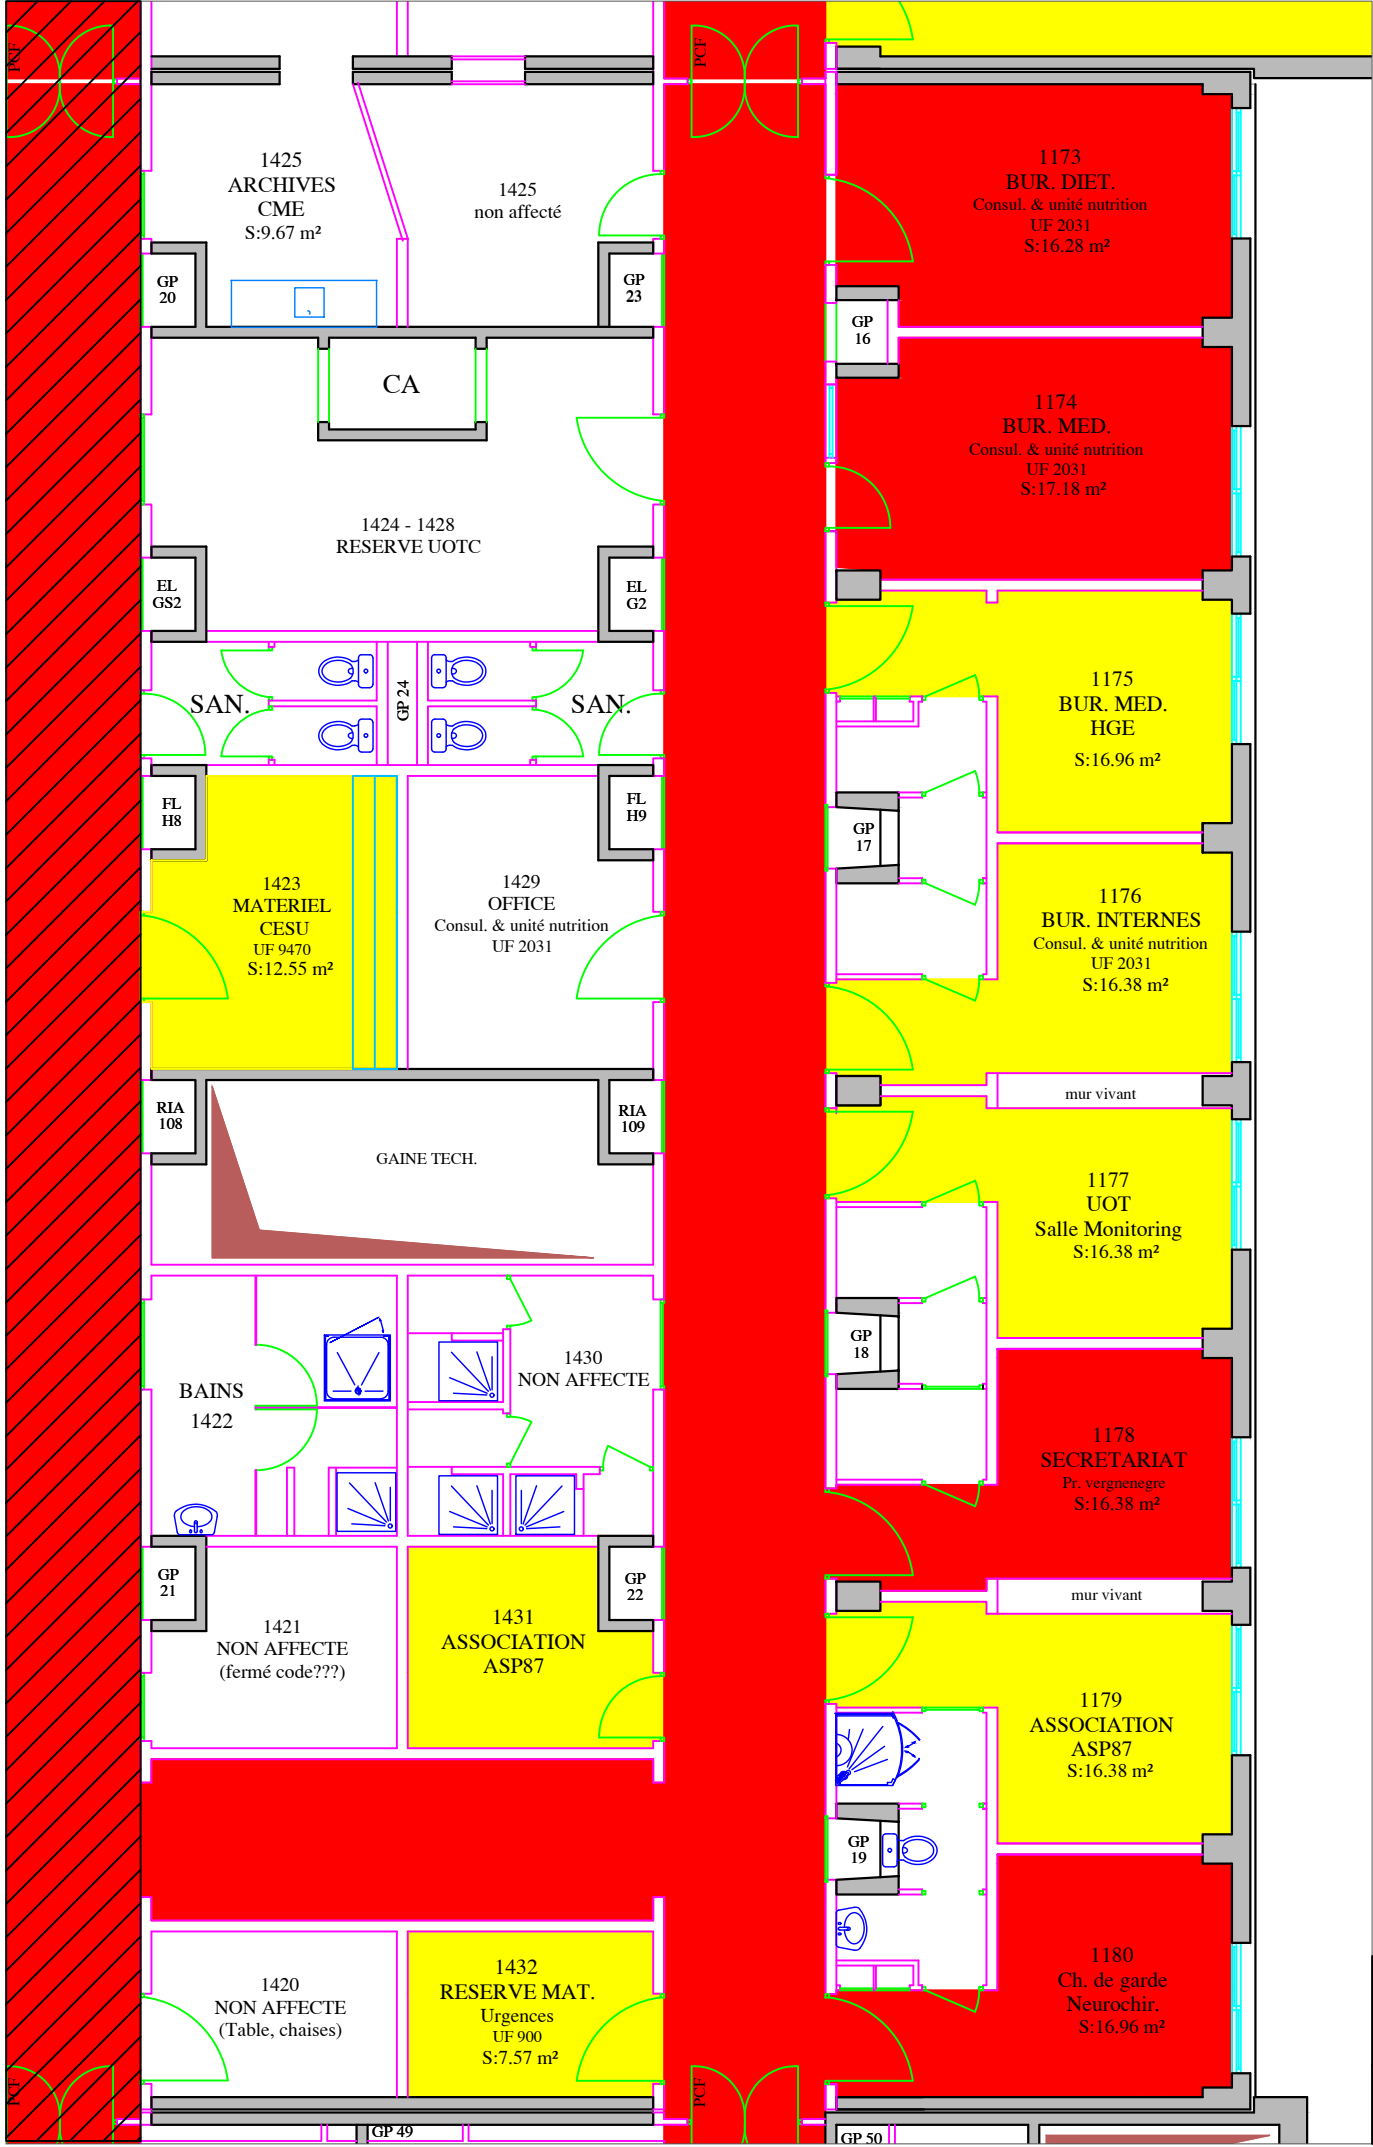 PCF
PCF
1425
ARCHIVES
CME
S:9.67 m²
1425
non affecté
1173
BUR. DIET.
Consul. & unité nutrition
UF 2031
S:16.28 m²
GP
20
GP
23
GP
16
CA
1174
BUR. MED.
Consul. & unité nutrition
UF 2031
S:17.18 m²
1424 - 1428
RESERVE UOTC
EL
GS2
EL
G2
SAN.
GP 24
SAN.
1175
BUR. MED.
HGE
S:16.96 m²
FL
H8
FL
H9
GP
17
1423
MATERIEL
CESU
UF 9470
S:12.55 m²
1429
OFFICE
Consul. & unité nutrition
UF 2031
1176
BUR. INTERNES
Consul. & unité nutrition
UF 2031
S:16.38 m²
mur vivant
RIA
108
RIA
109
GAINE TECH.
1177
UOT
Salle Monitoring
S:16.38 m²
GP
18
1430
NON AFFECTE
BAINS
1422
1178
SECRETARIAT
Pr. vergnenegre
S:16.38 m²
GP
21
GP
22
mur vivant
1421
NON AFFECTE
(fermé code???)
1431
ASSOCIATION
ASP87
1179
ASSOCIATION
ASP87
S:16.38 m²
GP
19
1420
NON AFFECTE
(Table, chaises)
1432
RESERVE MAT.
Urgences
UF 900
S:7.57 m²
1180
Ch. de garde
Neurochir.
S:16.96 m²
PCF
PCF
GP 49
GP 50